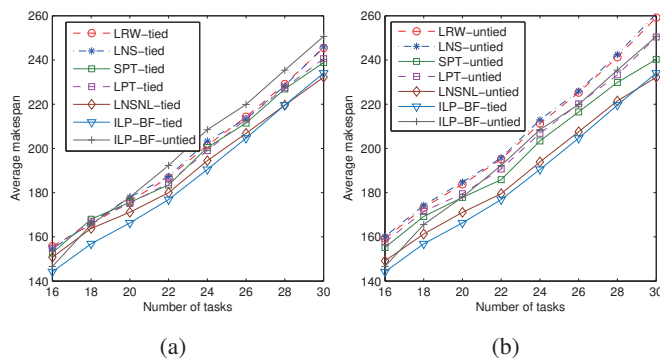 260
240
220
200
180
160
140
Average makespan
LRW−tied
LNS−tied
SPT−tied
LPT−tied
LNSNL−tied
ILP−BF−tied
ILP−BF−untied
16 18 20 22 24 26 28 30
Number of tasks
(a)
260
240
220
200
180
160
140
Average makespan
LRW−untied
LNS−untied
SPT−untied
LPT−untied
LNSNL−untied
ILP−BF−tied
ILP−BF−untied
16 18 20 22 24 26 28 30
Number of tasks
(b)